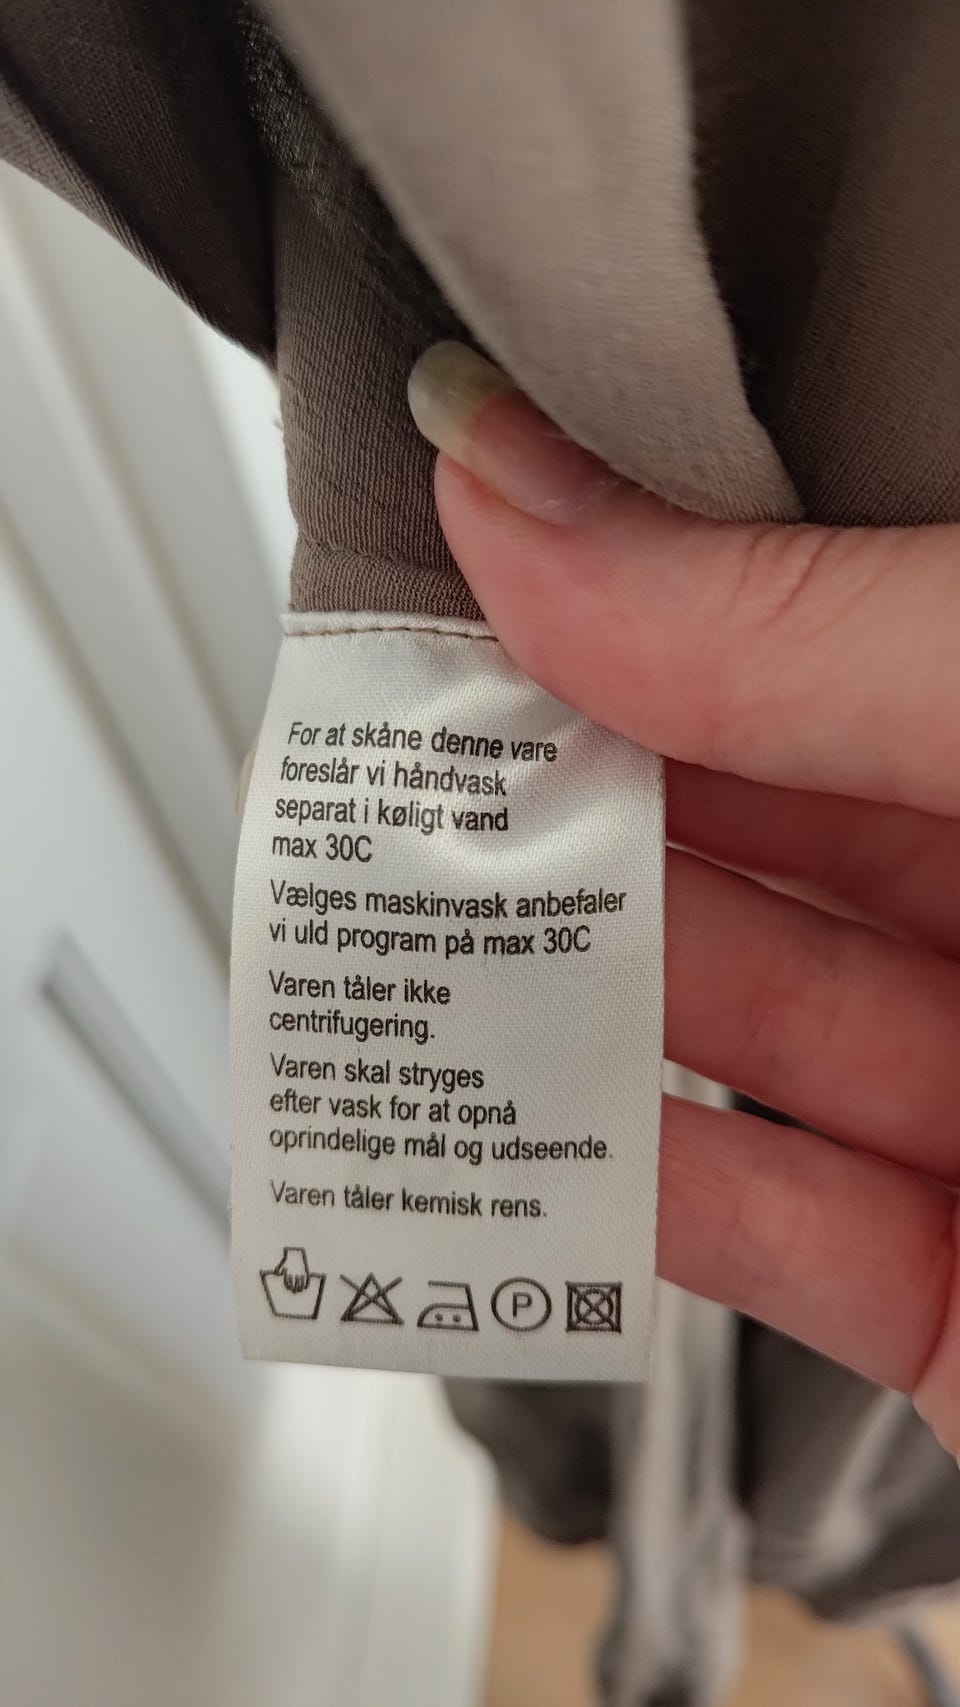 For at skåne denne vare
foreslår vi håndvask
separat i køligt vand
max 30C
Vælges maskinvask anbefaler
vi uld program på max 30C
Varen tåler ikke
centrifugering.
Varen skal stryges
efter vask for at opnå
oprindelige mål og udseende.
Varen tåler kemisk rens.
P